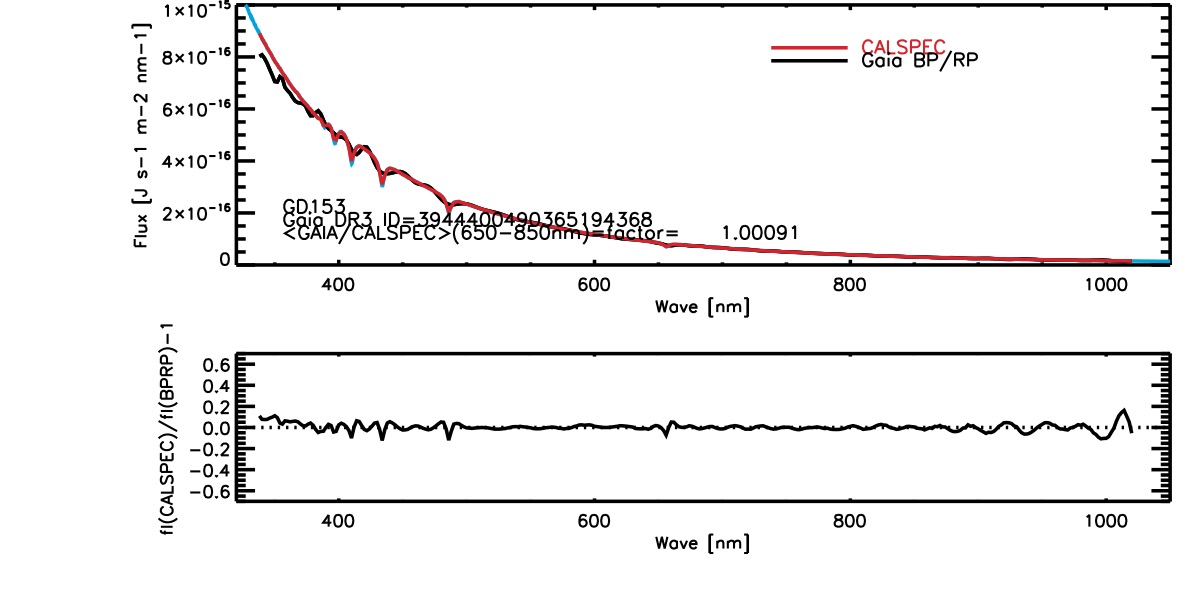 1×10⁻¹⁵
8×10⁻¹⁶
6×10⁻¹⁶
4×10⁻¹⁶
2×10⁻¹⁶
0
Flux [J s−1 m−2 nm−1]
CALSPEC
Gaia BP/RP
GD153
Gaia DR3 ID=3944400490365194368
<GAIA/CALSPEC>(650−850nm)=factor= 1.00091
400 600 800 1000
Wave [nm]
fl(CALSPEC)/fl(BPRP)−1
0.6
0.4
0.2
0.0
−0.2
−0.4
−0.6
400 600 800 1000
Wave [nm]